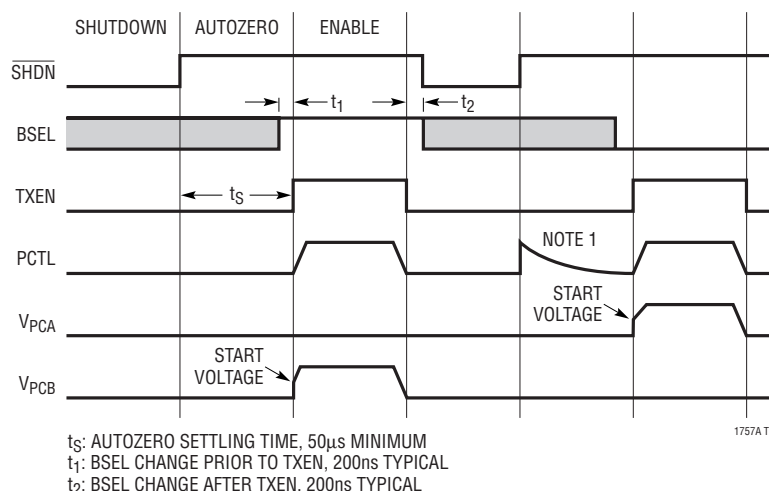 SHUTDOWN AUTOZERO ENABLE
SHDN
t1 t2
BSEL
tS
TXEN
NOTE 1
PCTL
START
VOLTAGE
VPCA
START
VOLTAGE
VPCB
1757A T
tS: AUTOZERO SETTLING TIME, 50µs MINIMUM
t1: BSEL CHANGE PRIOR TO TXEN, 200ns TYPICAL
t2: BSEL CHANGE AFTER TXEN, 200ns TYPICAL